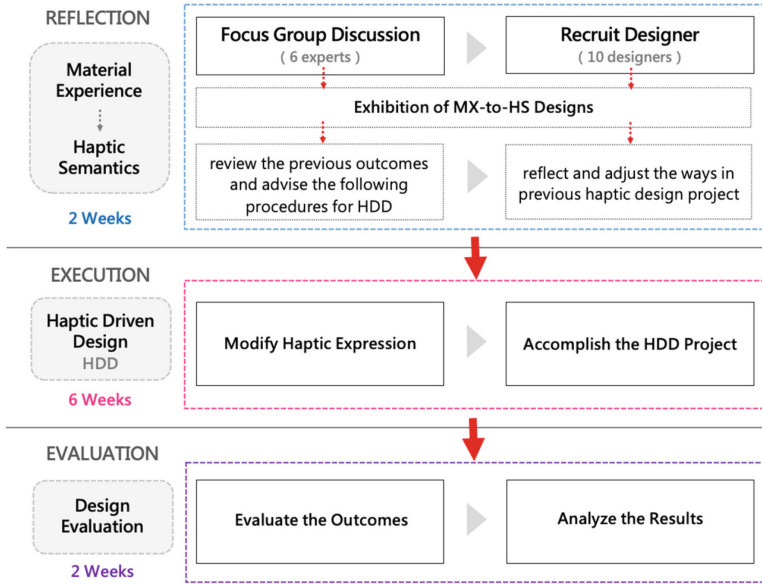 REFLECTION
Material
Experience
Haptic
Semantics
2 Weeks
Focus Group Discussion
( 6 experts )
Recruit Designer
( 10 designers )
Exhibition of MX-to-HS Designs
review the previous outcomes
and advise the following
procedures for HDD
reflect and adjust the ways in
previous haptic design project
EXECUTION
Haptic Driven
Design
HDD
6 Weeks
Modify Haptic Expression
Accomplish the HDD Project
EVALUATION
Design
Evaluation
2 Weeks
Evaluate the Outcomes
Analyze the Results